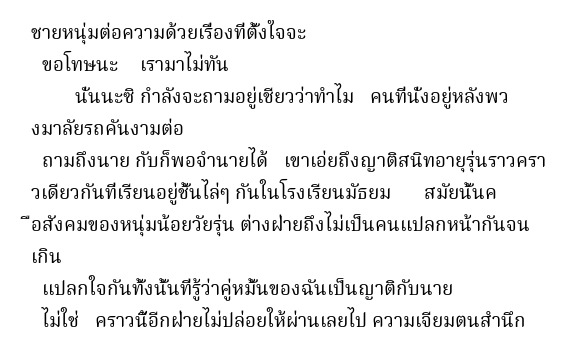 ชายหนุ่มต่อความด้วยเรื่องที่ตั้งใจจะ
ขอโทษนะ เรามาไม่ทัน
นั่นนะซิ กำลังจะถามอยู่เชียวว่าทำไม คนที่นั่งอยู่หลังพว
งมาลัยรถคันงามต่อ
ถามถึงนาย กับก็พอจำนายได้ เขาเอ่ยถึงญาติสนิทอายุรุ่นราวครา
วเดียวกันที่เรียนอยู่ชั้นไล่ๆ กันในโรงเรียนมัธยม สมัยนั้นค
ือสังคมของหนุ่มน้อยวัยรุ่น ต่างฝ่ายถึงไม่เป็นคนแปลกหน้ากันจน
เกิน
แปลกใจกันทั้งนั้นที่รู้ว่าคู่หมั้นของฉันเป็นญาติกับนาย
ไม่ใช่ คราวนี้อีกฝ่ายไม่ปล่อยให้ผ่านเลยไป ความเจียมตนสำนึก